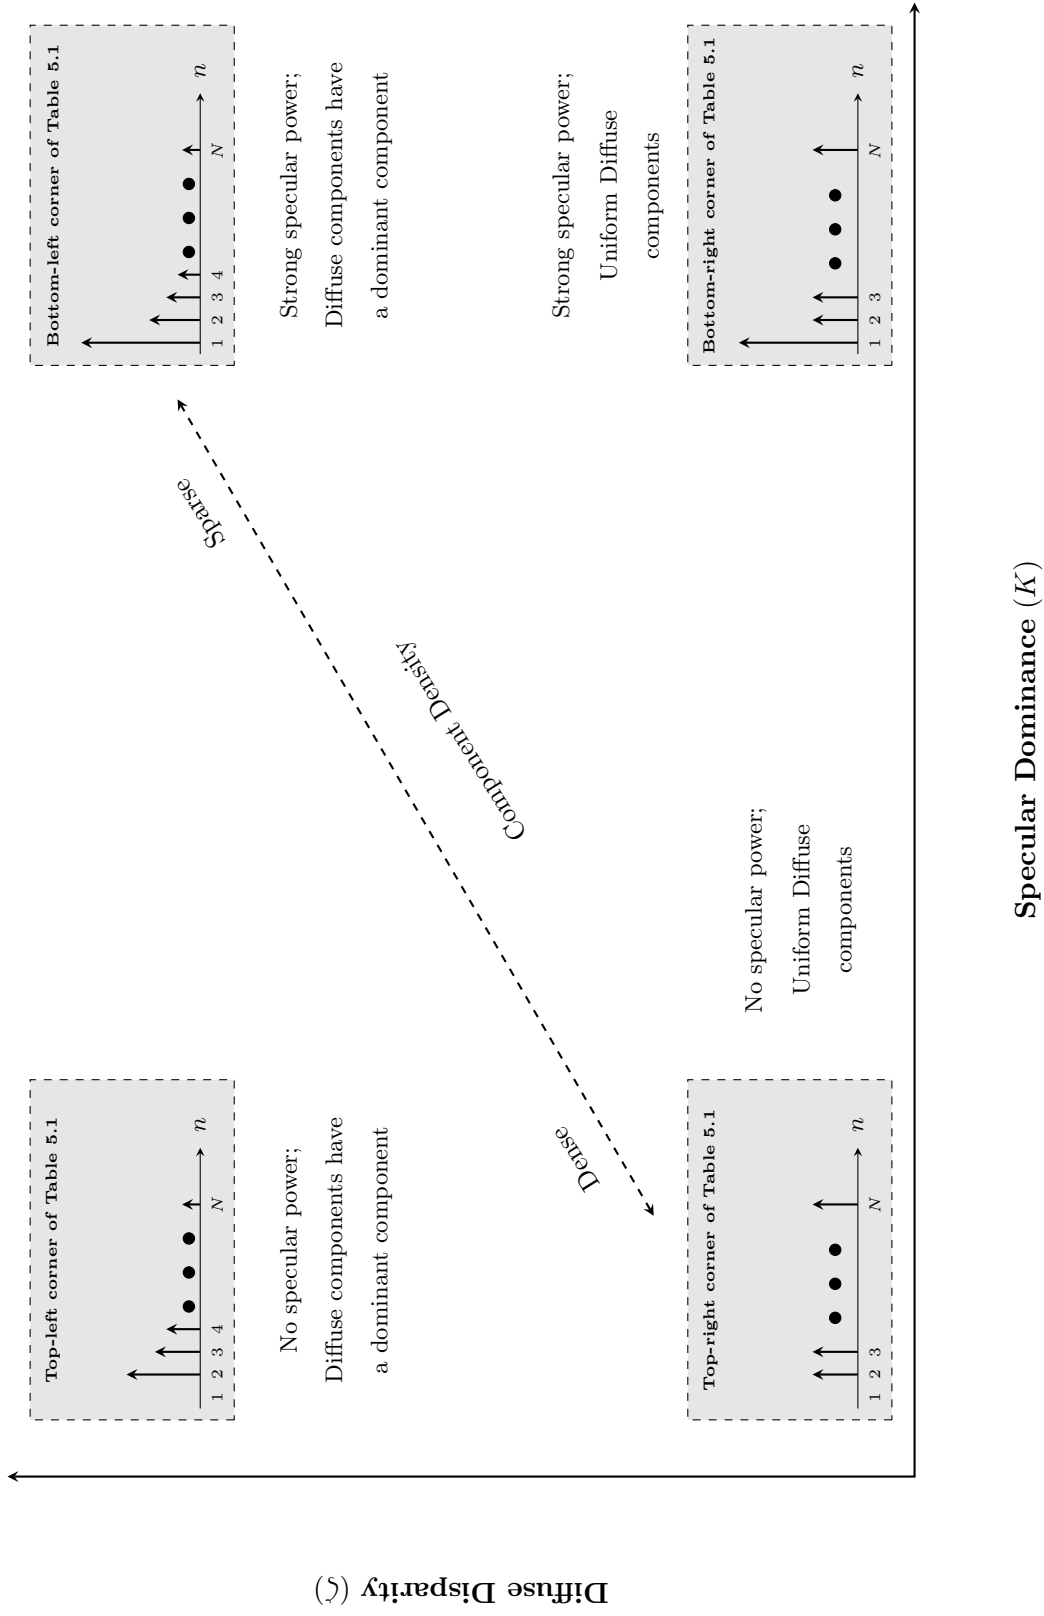 Top-left corner of Table 5.1
1 2 3 4 N n
No specular power;
Diffuse components have
a dominant component
Bottom-left corner of Table 5.1
1 2 3 4 N n
Strong specular power;
Diffuse components have
a dominant component
Sparse
Component Density
Dense
Top-right corner of Table 5.1
1 2 3 N n
No specular power;
Uniform Diffuse
components
Strong specular power;
Uniform Diffuse
components
Bottom-right corner of Table 5.1
1 2 3 N n
Diffuse Disparity (ζ)
Specular Dominance (K)